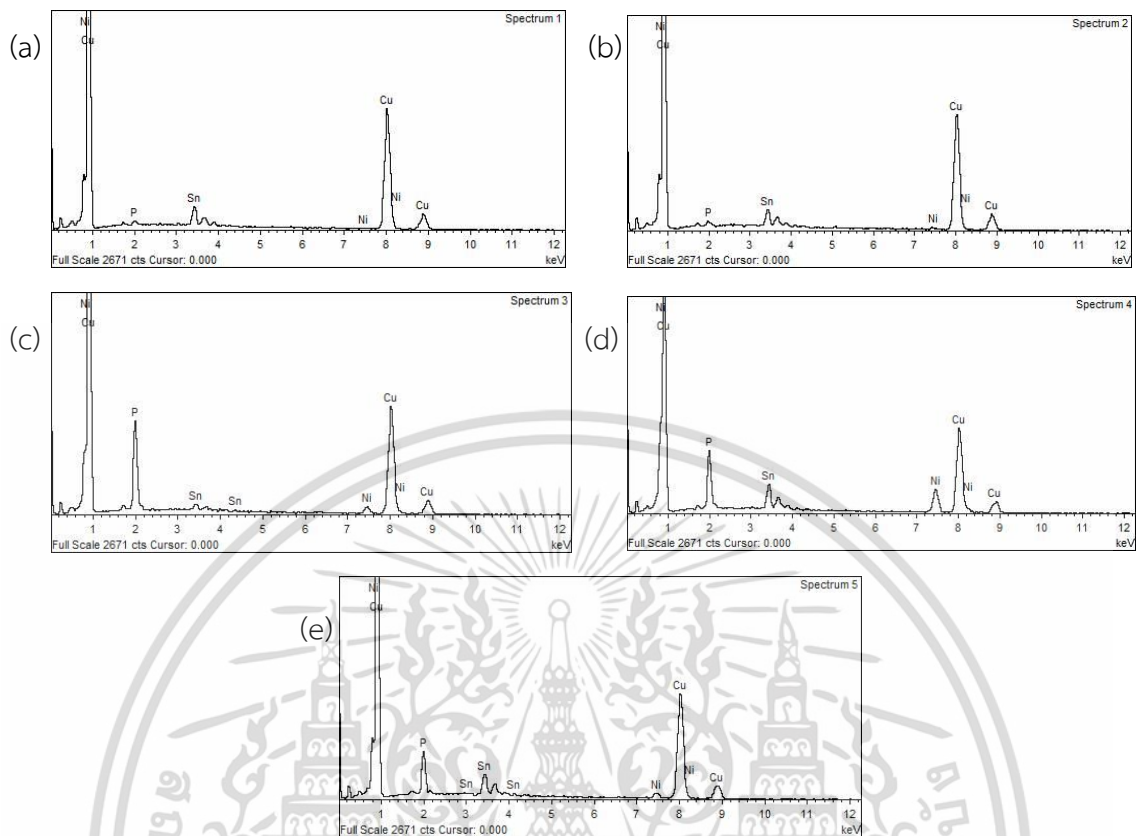 (a)
Spectrum 1
Ni
Cu
P
Sn
Ni
Cu
Ni
Cu
1 2 3 4 5 6 7 8 9 10 11 12
Full Scale 2671 cts Cursor: 0.000 keV
(b)
Spectrum 2
Ni
Cu
P
Sn
Ni
Cu
Ni
Cu
1 2 3 4 5 6 7 8 9 10 11 12
Full Scale 2671 cts Cursor: 0.000 keV
(c)
Spectrum 3
Ni
Cu
P
Sn
Sn
Ni
Cu
Ni
Cu
1 2 3 4 5 6 7 8 9 10 11 12
Full Scale 2671 cts Cursor: 0.000 keV
(d)
Spectrum 4
Ni
Cu
P
Sn
Ni
Cu
Ni
Cu
1 2 3 4 5 6 7 8 9 10 11 12
Full Scale 2671 cts Cursor: 0.000 keV
(e)
Spectrum 5
Ni
Cu
P
Sn
Sn
Sn
Ni
Cu
Ni
Cu
1 2 3 4 5 6 7 8 9 10 11 12
Full Scale 2671 cts Cursor: 0.000 keV